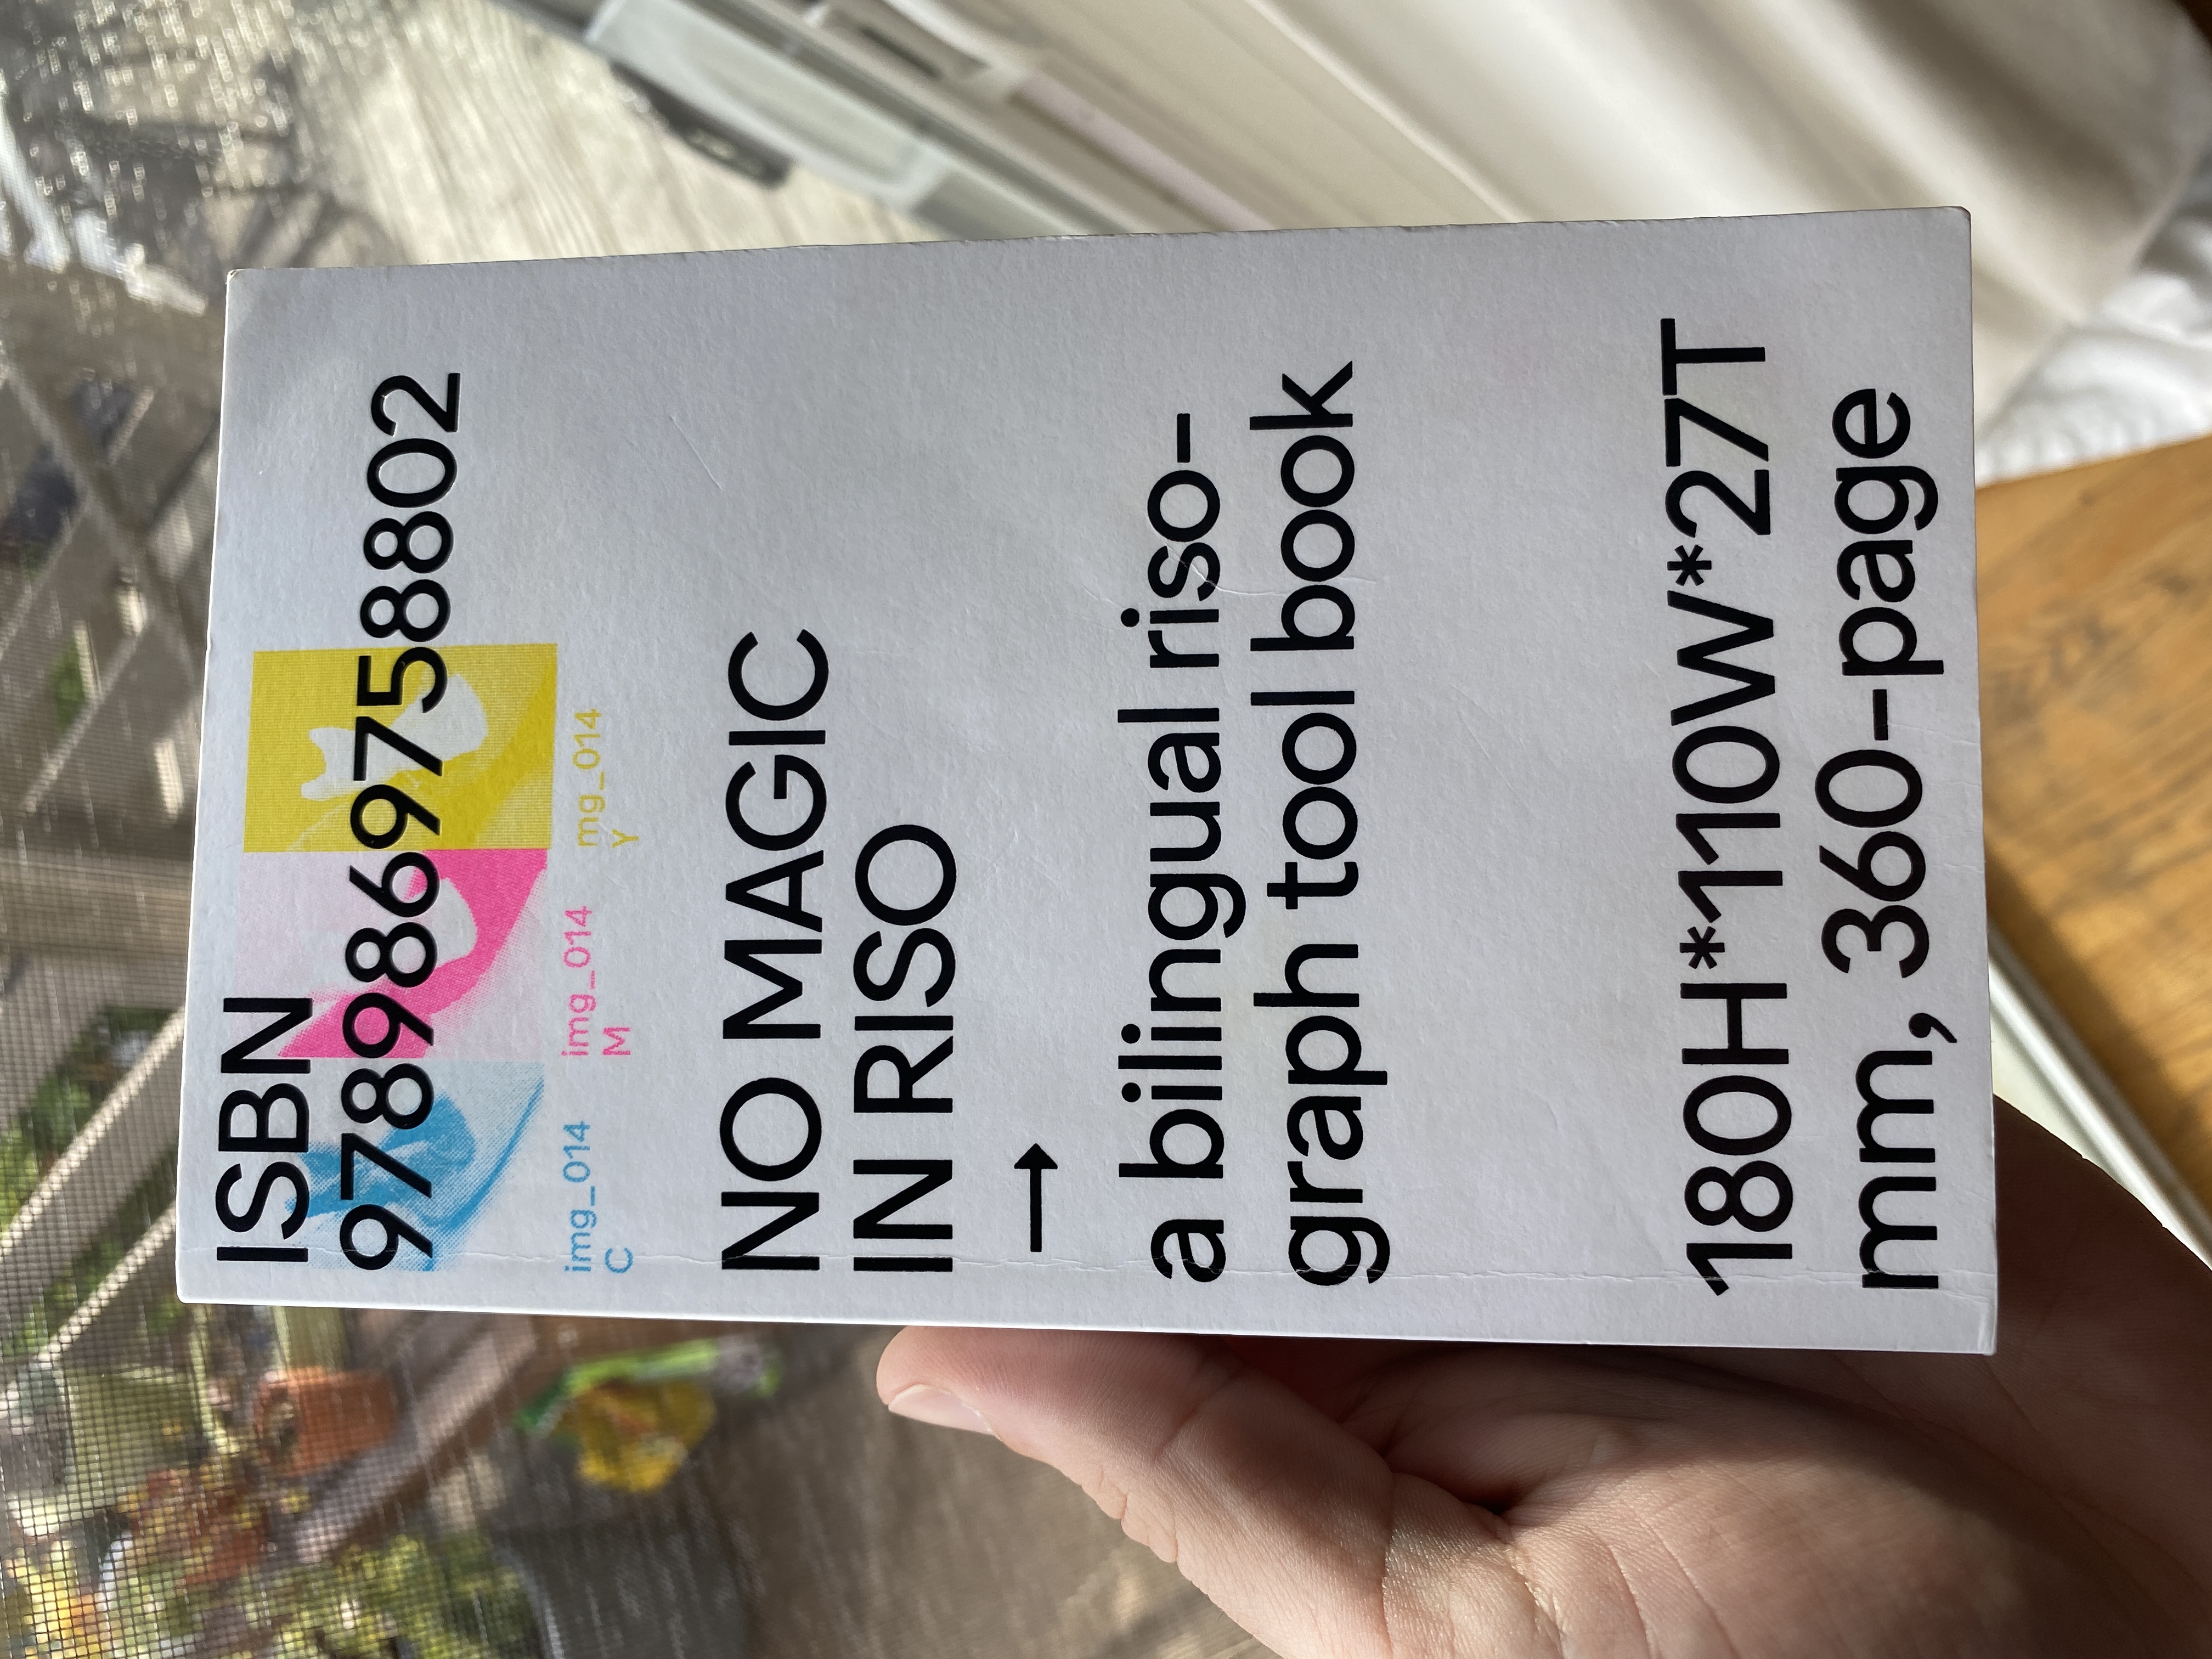 ISBN
9789869758802
img_014
C
img_014
M
mg_014
Y
NO MAGIC
IN RISO
→
a bilingual riso-
graph tool book
180H*110W*27T
mm, 360-page